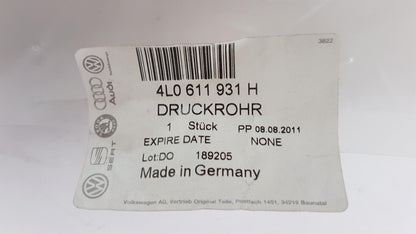 3822
Audi
SEAT
4L0 611 931 H
DRUCKROHR
1 Stück PP 08.08.2011
EXPIRE DATE NONE
Lot:DO 189205
Made in Germany
Volkswagen AG, Vertrieb Original Teile, Postfach 1451, 34219 Baunatal